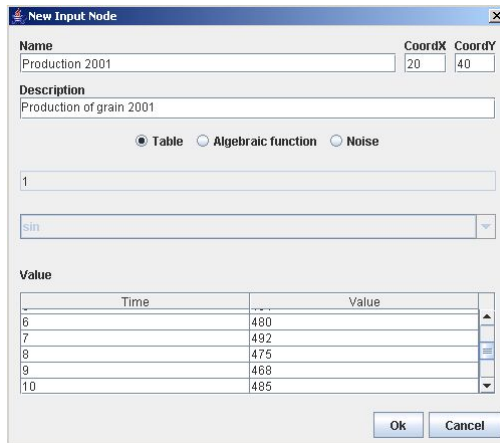 New Input Node
Name CoordX CoordY
Production 2001 20 40
Description
Production of grain 2001
Table Algebraic function Noise
1
sin
Value
Time Value
6 480
7 492
8 475
9 468
10 485
Ok Cancel